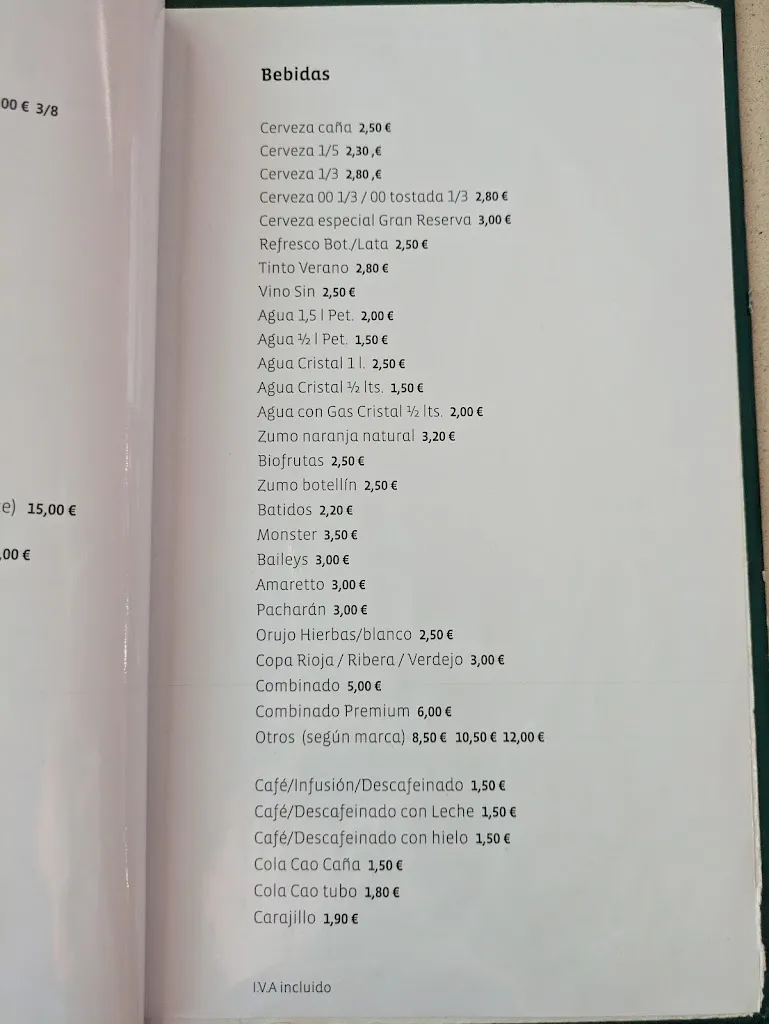 00 € 3/8
15,00 €
,00 €
Bebidas
Cerveza caña 2,50 €
Cerveza 1/5 2,30 ,€
Cerveza 1/3 2,80 ,€
Cerveza 00 1/3 / 00 tostada 1/3 2,80 €
Cerveza especial Gran Reserva 3,00 €
Refresco Bot./Lata 2,50 €
Tinto Verano 2,80 €
Vino Sin 2,50 €
Agua 1,5 l Pet. 2,00 €
Agua ½ l Pet. 1,50 €
Agua Cristal 1 l. 2,50 €
Agua Cristal ½ lts. 1,50 €
Agua con Gas Cristal ½ lts. 2,00 €
Zumo naranja natural 3,20 €
Biofrutas 2,50 €
Zumo botellín 2,50 €
Batidos 2,20 €
Monster 3,50 €
Baileys 3,00 €
Amaretto 3,00 €
Pacharán 3,00 €
Orujo Hierbas/blanco 2,50 €
Copa Rioja / Ribera / Verdejo 3,00 €
Combinado 5,00 €
Combinado Premium 6,00 €
Otros (según marca) 8,50 € 10,50 € 12,00 €
Café/Infusión/Descafeinado 1,50 €
Café/Descafeinado con Leche 1,50 €
Café/Descafeinado con hielo 1,50 €
Cola Cao Caña 1,50 €
Cola Cao tubo 1,80 €
Carajillo 1,90 €
I.V.A incluido